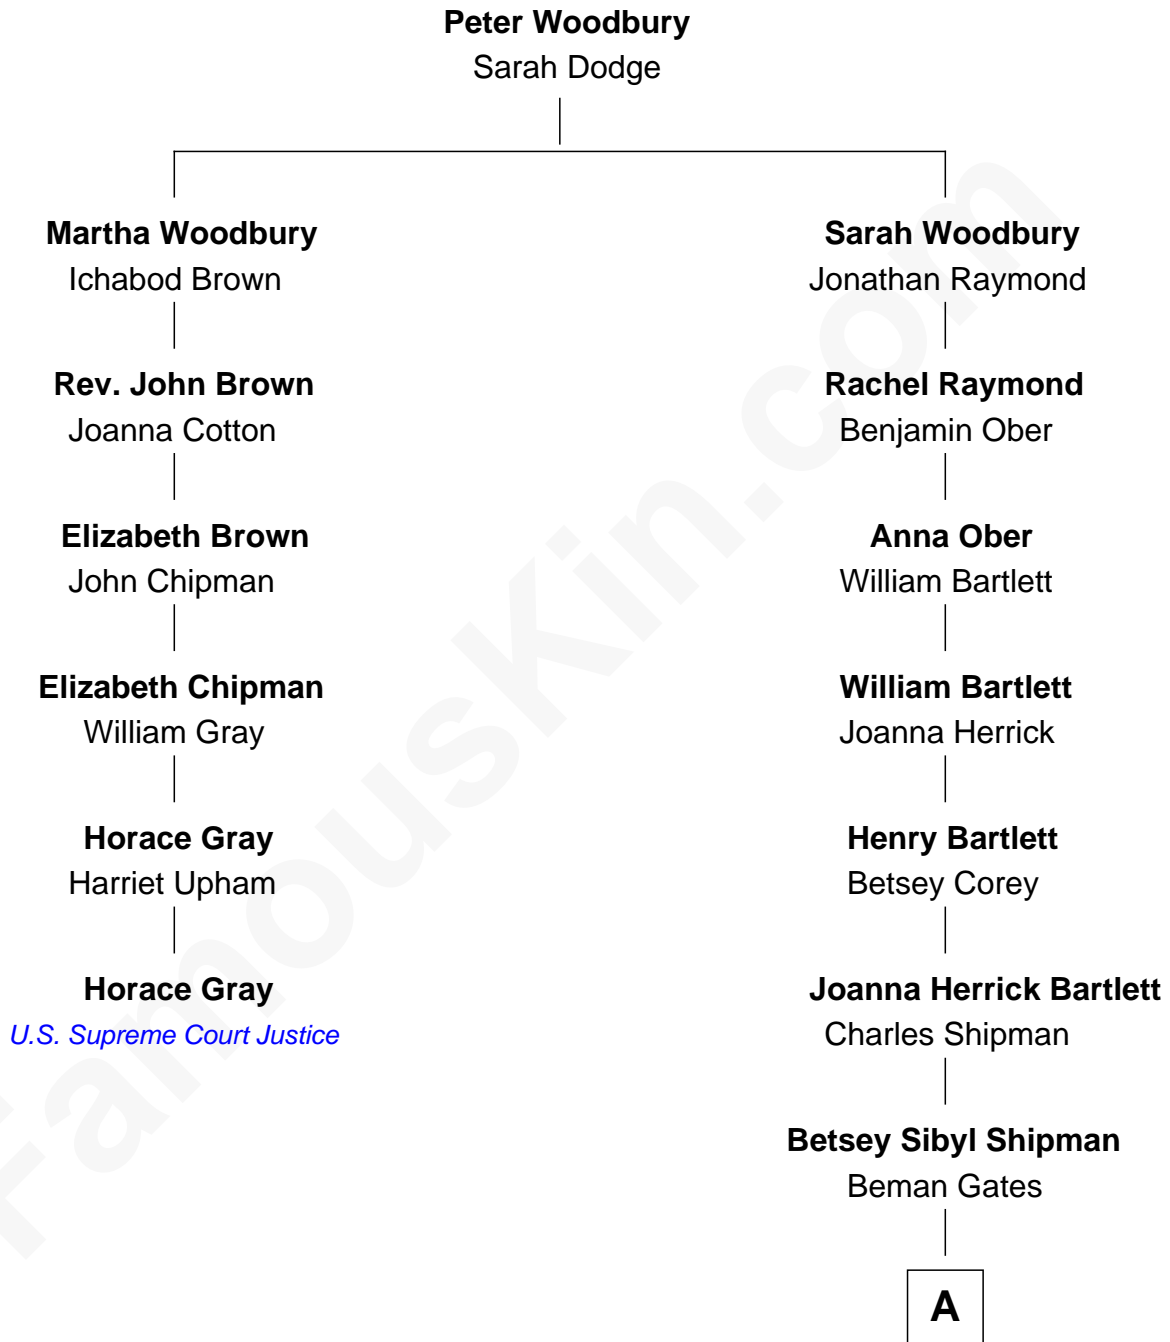 Peter Woodbury
Sarah Dodge
Martha Woodbury
Ichabod Brown
Rev. John Brown
Joanna Cotton
Elizabeth Brown
John Chipman
Elizabeth Chipman
William Gray
Horace Gray
Harriet Upham
Horace Gray
U.S. Supreme Court Justice
Sarah Woodbury
Jonathan Raymond
Rachel Raymond
Benjamin Ober
Anna Ober
William Bartlett
William Bartlett
Joanna Herrick
Henry Bartlett
Betsey Corey
Joanna Herrick Bartlett
Charles Shipman
Betsey Sibyl Shipman
Beman Gates
A
FamousKin.com